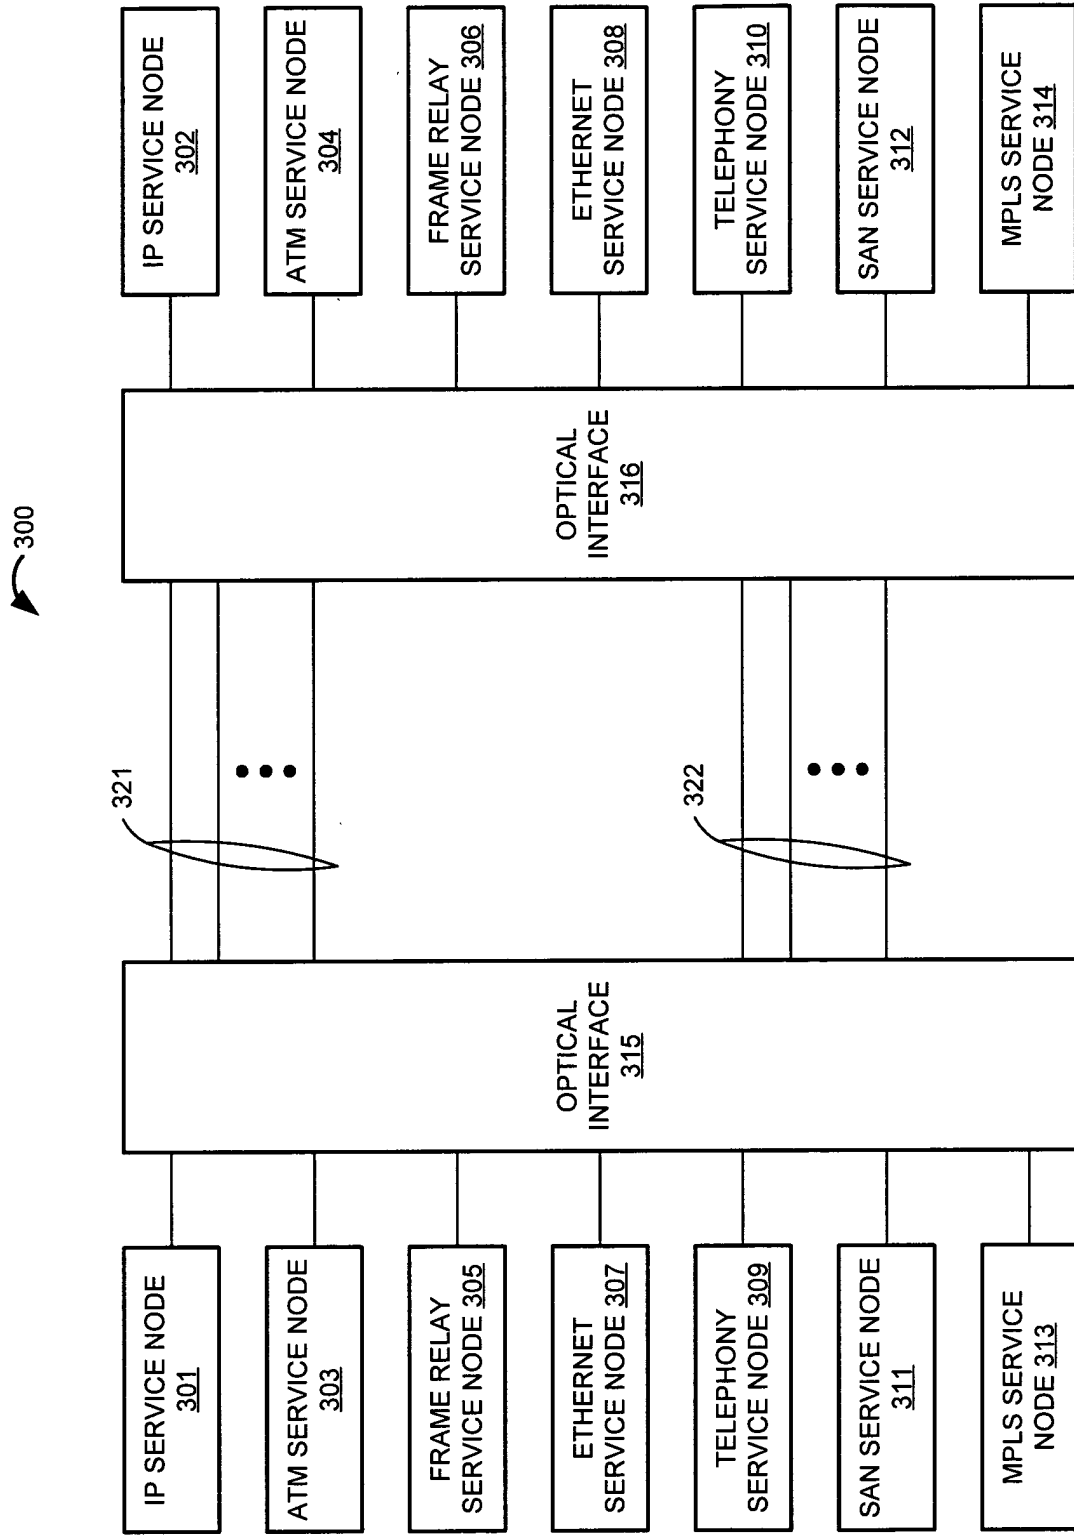 300
IP SERVICE NODE
301
ATM SERVICE NODE
303
FRAME RELAY
SERVICE NODE 305
ETHERNET
SERVICE NODE 307
TELEPHONY
SERVICE NODE 309
SAN SERVICE NODE
311
MPLS SERVICE
NODE 313
OPTICAL
INTERFACE
315
321
322
OPTICAL
INTERFACE
316
IP SERVICE NODE
302
ATM SERVICE NODE
304
FRAME RELAY
SERVICE NODE 306
ETHERNET
SERVICE NODE 308
TELEPHONY
SERVICE NODE 310
SAN SERVICE NODE
312
MPLS SERVICE
NODE 314